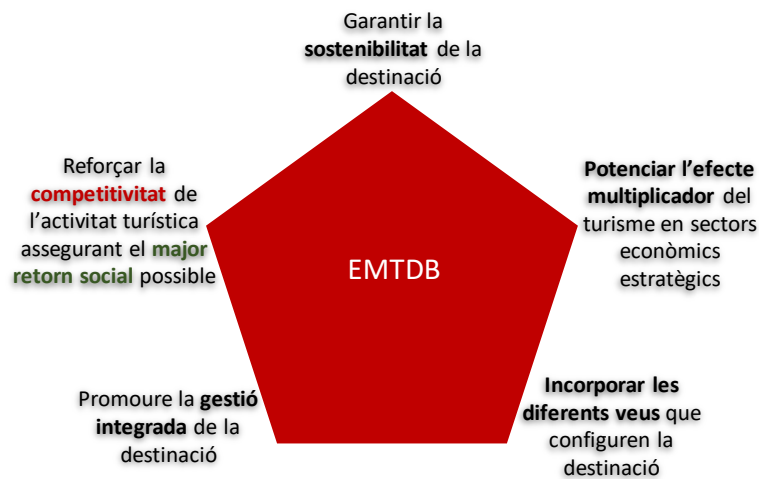 Garantir la
sostenibilitat de la
destinació
Reforçar la
competitivitat de
l'activitat turística
assegurant el major
retorn social possible
Potenciar l'efecte
multiplicador del
turisme en sectors
econòmics
estratègics
EMTDB
Promoure la gestió
integrada de la
destinació
Incorporar les
diferents veus que
configuren la
destinació